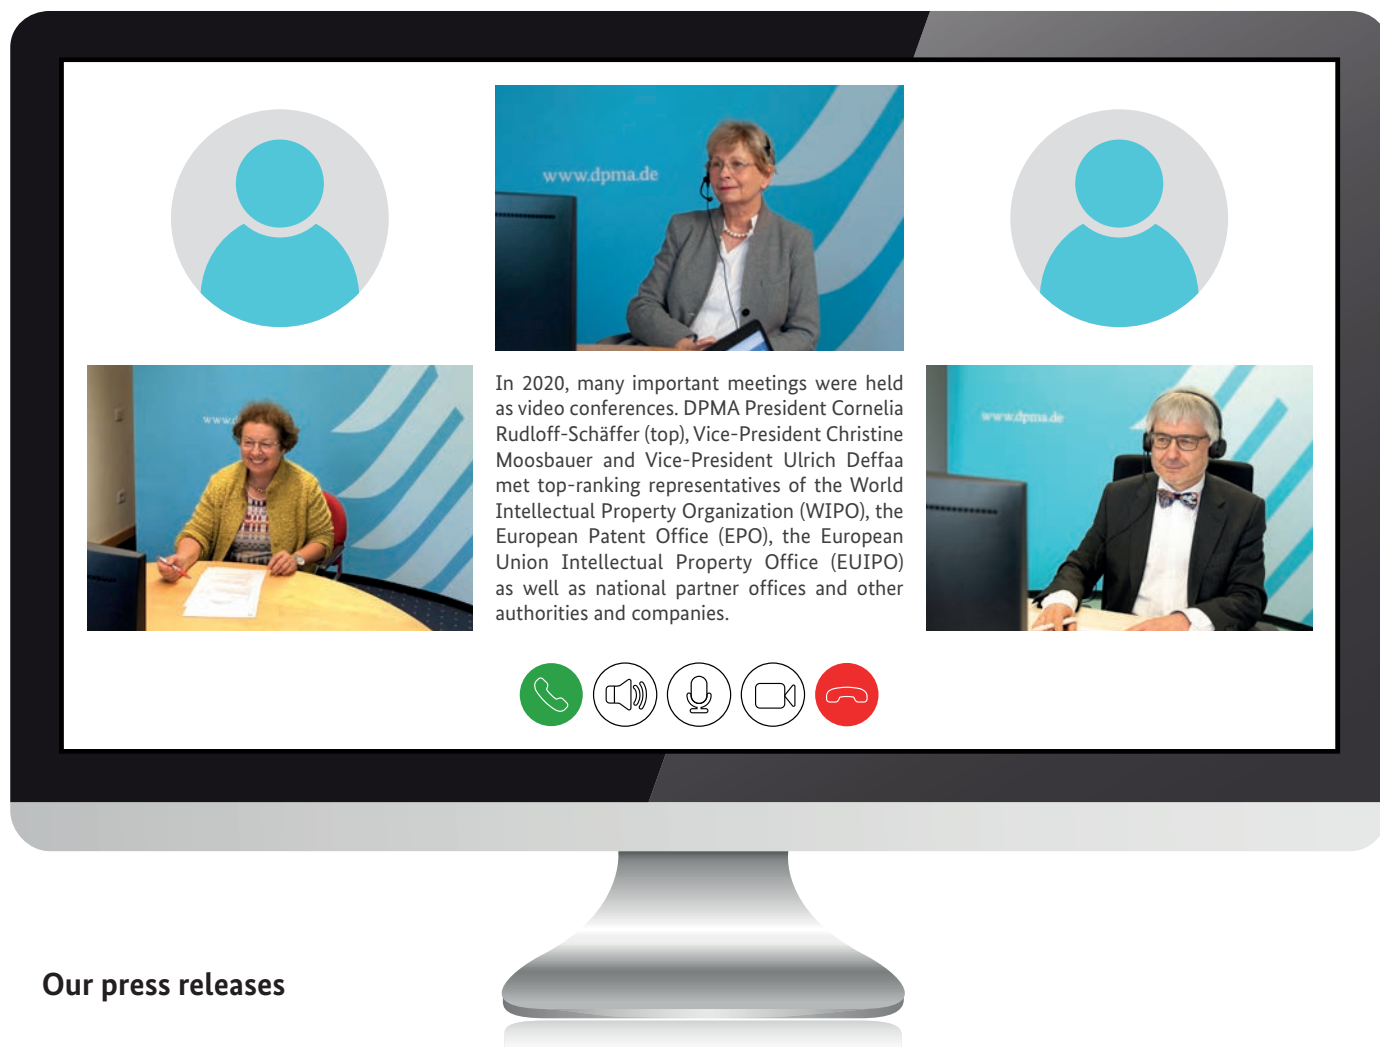 www.dpma.de
www.d
www.dpma.de
In 2020, many important meetings were held
as video conferences. DPMA President Cornelia
Rudloff-Schäffer (top), Vice-President Christine
Moosbauer and Vice-President Ulrich Deffaa
met top-ranking representatives of the World
Intellectual Property Organization (WIPO), the
European Patent Office (EPO), the European
Union Intellectual Property Office (EUIPO)
as well as national partner offices and other
authorities and companies.
Our press releases